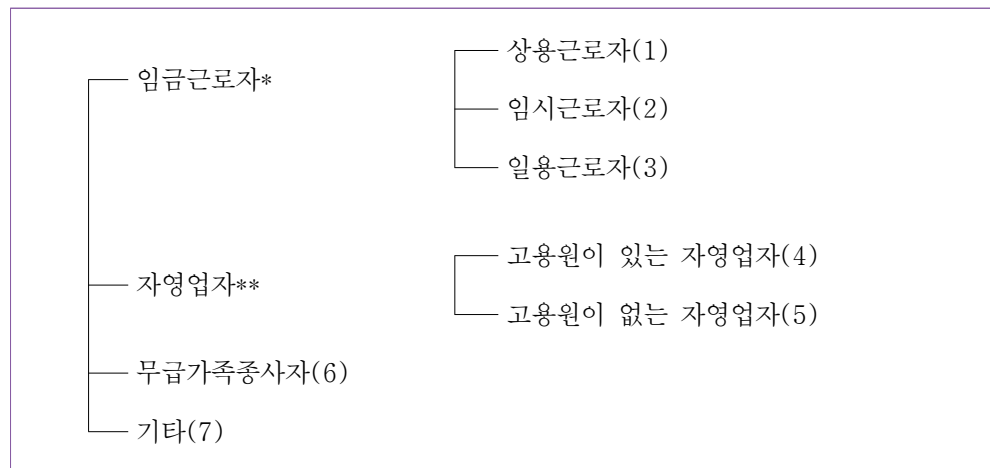 임금근로자*
상용근로자(1)
임시근로자(2)
일용근로자(3)
자영업자**
고용원이 있는 자영업자(4)
고용원이 없는 자영업자(5)
무급가족종사자(6)
기타(7)